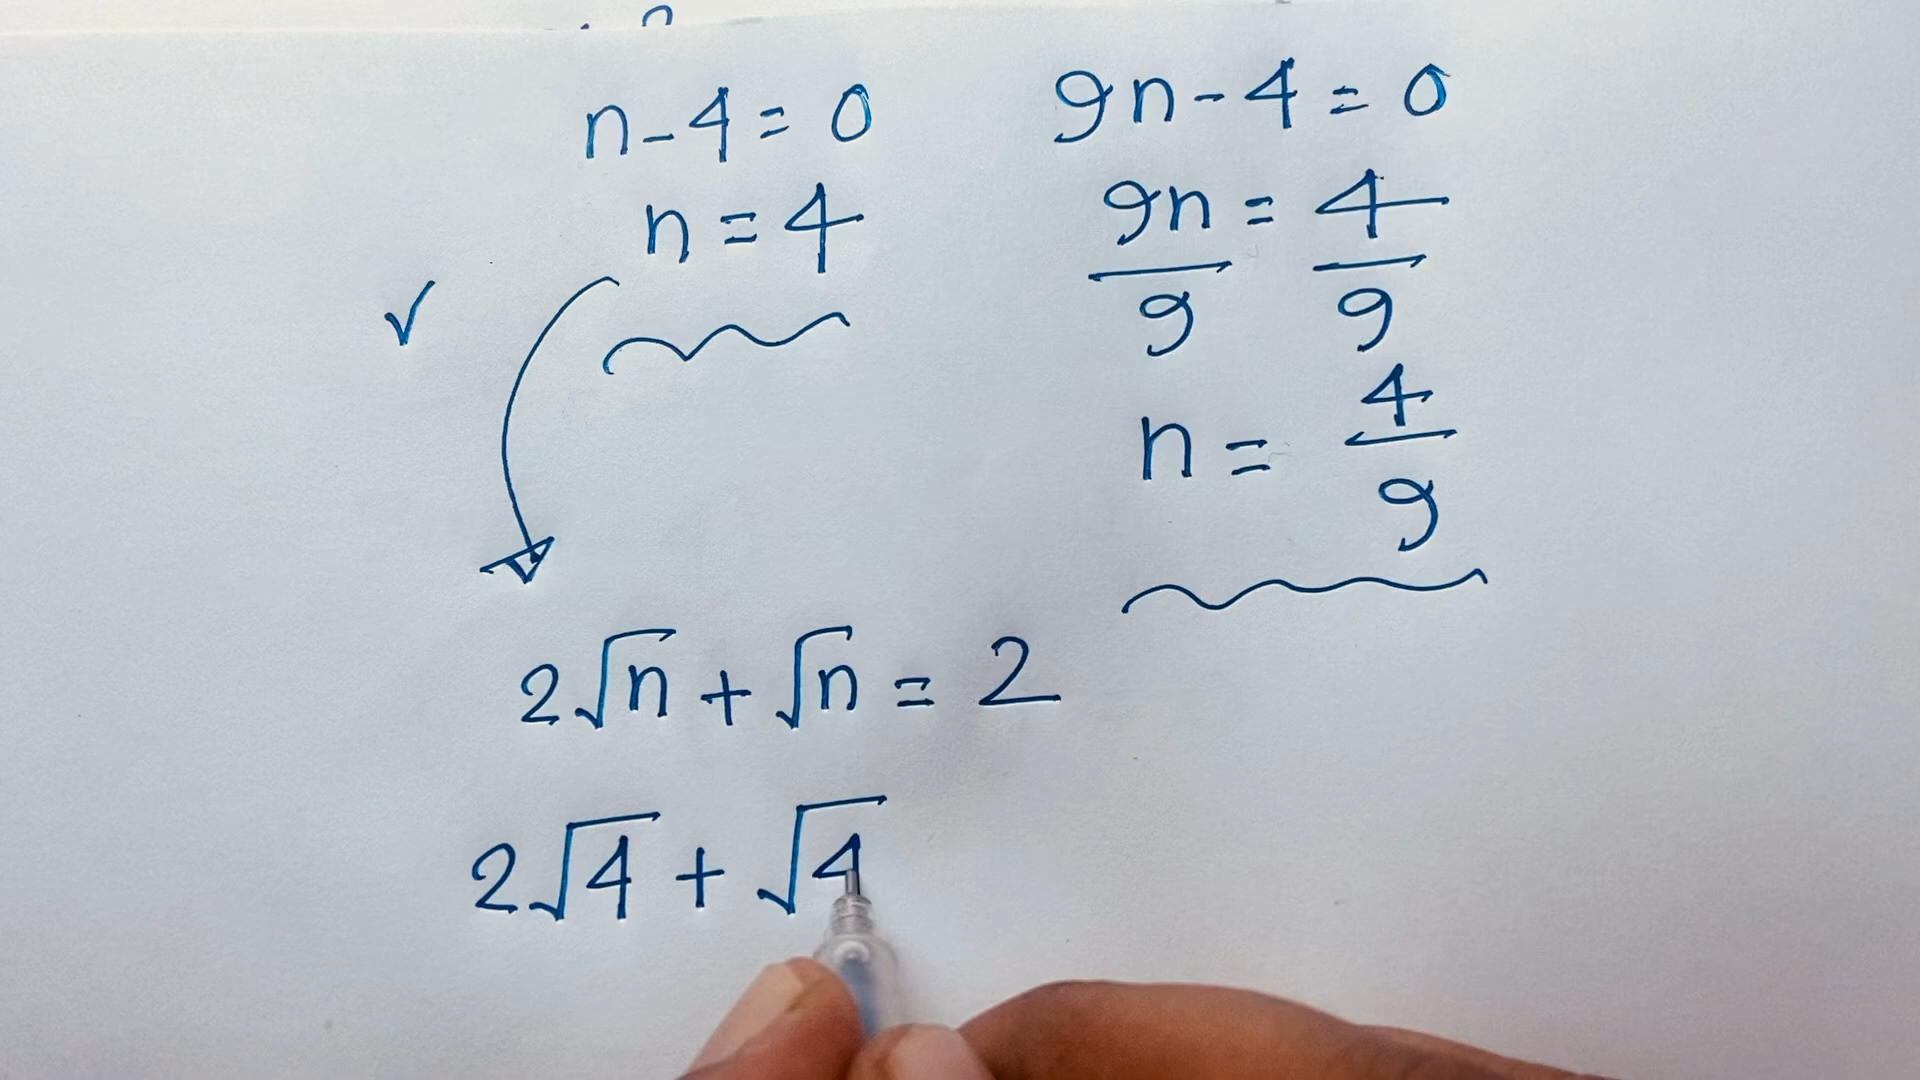 n - 4 = 0
n = 4
✓
9n - 4 = 0
9n = 4
9 9
n = 4/9
2√n + √n = 2
2√4 + √4